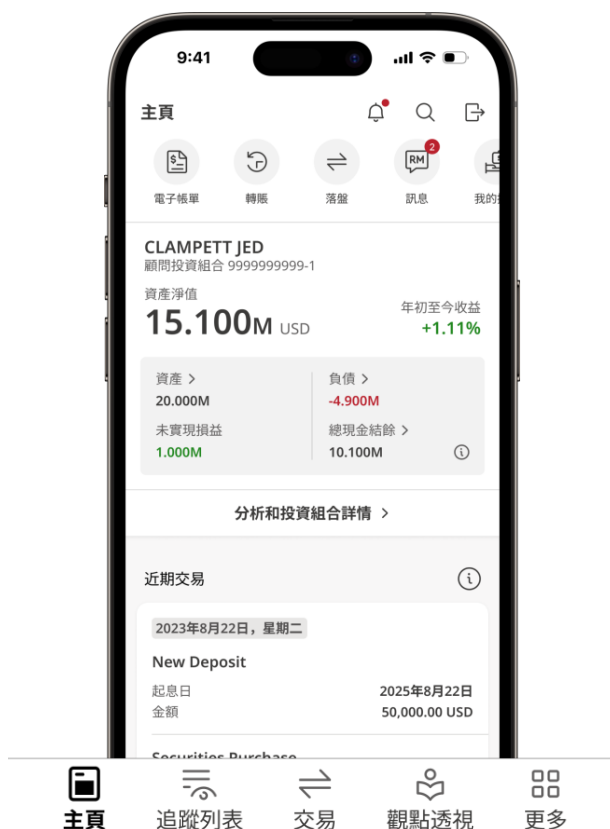 9:41
主頁
2
RM
電子帳單 轉賬 落盤 訊息 我的
CLAMPETT JED
顧問投資組合 9999999999-1
資產淨值
年初至今收益
15.100M USD
+1.11%
資產 負債
20.000M -4.900M
未實現損益 總現金結餘
1.000M 10.100M
分析和投資組合詳情
近期交易
2023年8月22日，星期二
New Deposit
起息日 2025年8月22日
金額 50,000.00 USD
Securities Purchase
主頁 追蹤列表 交易 觀點透視 更多